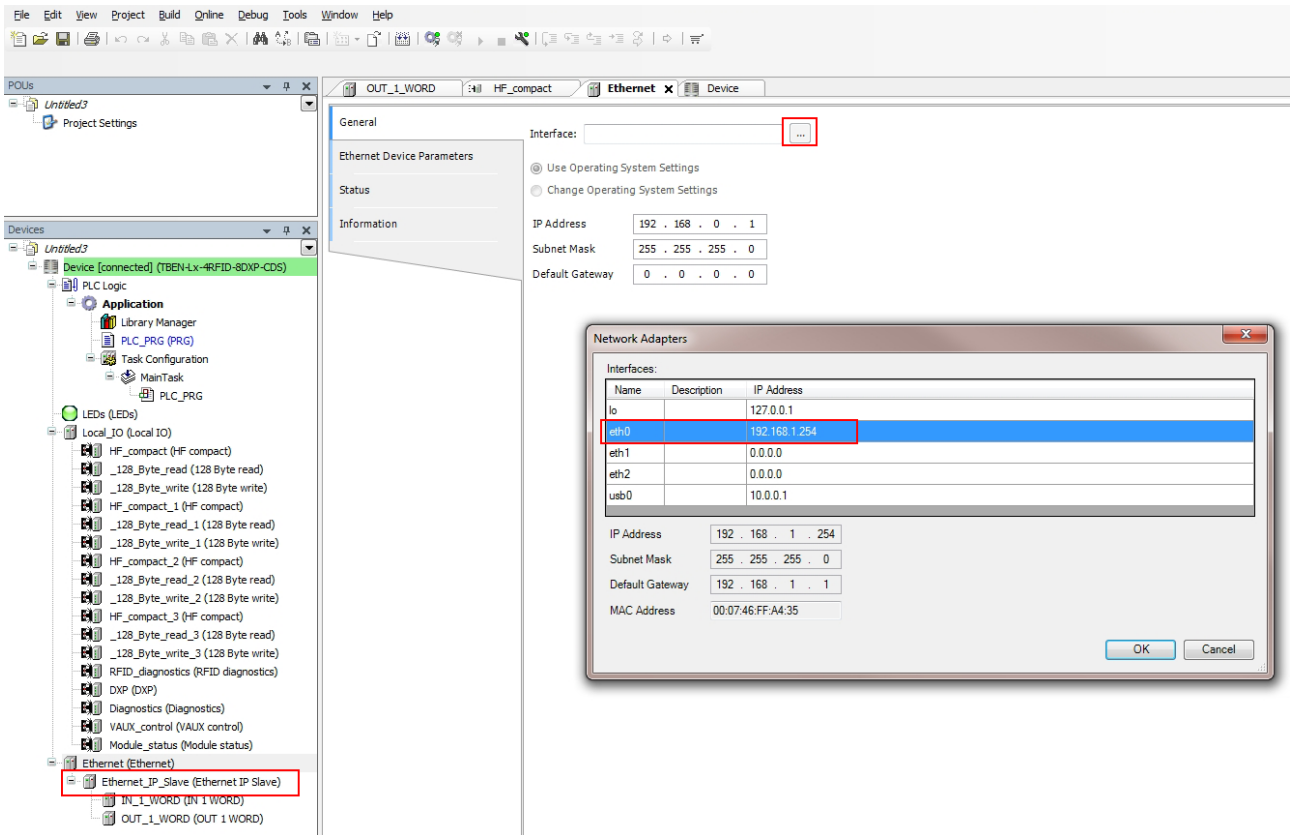 File Edit View Project Build Online Debug Tools Window Help
POUs
Untitled3
Project Settings
Devices
Untitled3
Device [connected] (TBEN-Lx-4RFID-8DXP-CDS)
PLC Logic
Application
Library Manager
PLC_PRG (PRG)
Task Configuration
MainTask
PLC_PRG
LEDs (LEDs)
Local_IO (Local IO)
HF_compact (HF compact)
_128_Byte_read (128 Byte read)
_128_Byte_write (128 Byte write)
HF_compact_1 (HF compact)
_128_Byte_read_1 (128 Byte read)
_128_Byte_write_1 (128 Byte write)
HF_compact_2 (HF compact)
_128_Byte_read_2 (128 Byte read)
_128_Byte_write_2 (128 Byte write)
HF_compact_3 (HF compact)
_128_Byte_read_3 (128 Byte read)
_128_Byte_write_3 (128 Byte write)
RFID_diagnostics (RFID diagnostics)
DXP (DXP)
Diagnostics (Diagnostics)
VAUX_control (VAUX control)
Module_status (Module status)
Ethernet (Ethernet)
Ethernet_IP_Slave (Ethernet IP Slave)
IN_1_WORD (IN 1 WORD)
OUT_1_WORD (OUT 1 WORD)
OUT_1_WORD HF_compact Ethernet Device
General
Ethernet Device Parameters
Status
Information
Interface: ...
Use Operating System Settings
Change Operating System Settings
IP Address 192 . 168 . 0 . 1
Subnet Mask 255 . 255 . 255 . 0
Default Gateway 0 . 0 . 0 . 0
Network Adapters
Interfaces:
Name Description IP Address
lo 127.0.0.1
eth0 192.168.1.254
eth1 0.0.0.0
eth2 0.0.0.0
usb0 10.0.0.1
IP Address 192 . 168 . 1 . 254
Subnet Mask 255 . 255 . 255 . 0
Default Gateway 192 . 168 . 1 . 1
MAC Address 00:07:46:FF:A4:35
OK Cancel